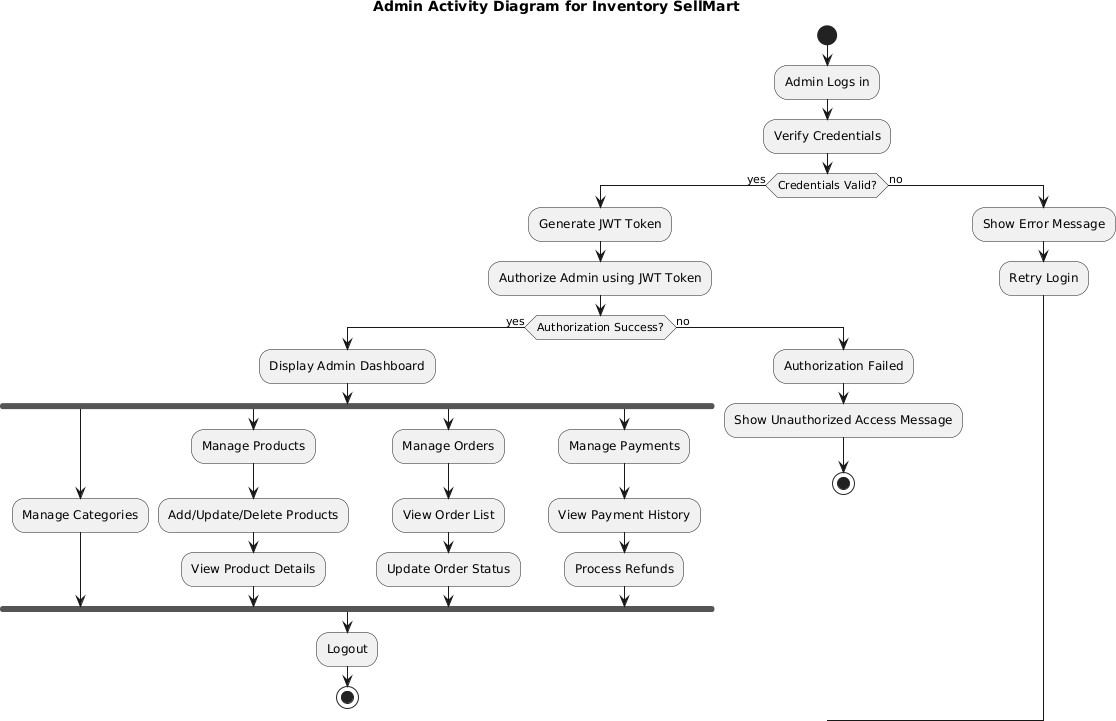 Admin Activity Diagram for Inventory SellMart
Admin Logs in
Verify Credentials
yes
Credentials Valid?
no
Generate JWT Token
Show Error Message
Authorize Admin using JWT Token
Retry Login
yes
Authorization Success?
no
Display Admin Dashboard
Authorization Failed
Show Unauthorized Access Message
Manage Products
Manage Orders
Manage Payments
Manage Categories
Add/Update/Delete Products
View Order List
View Payment History
View Product Details
Update Order Status
Process Refunds
Logout